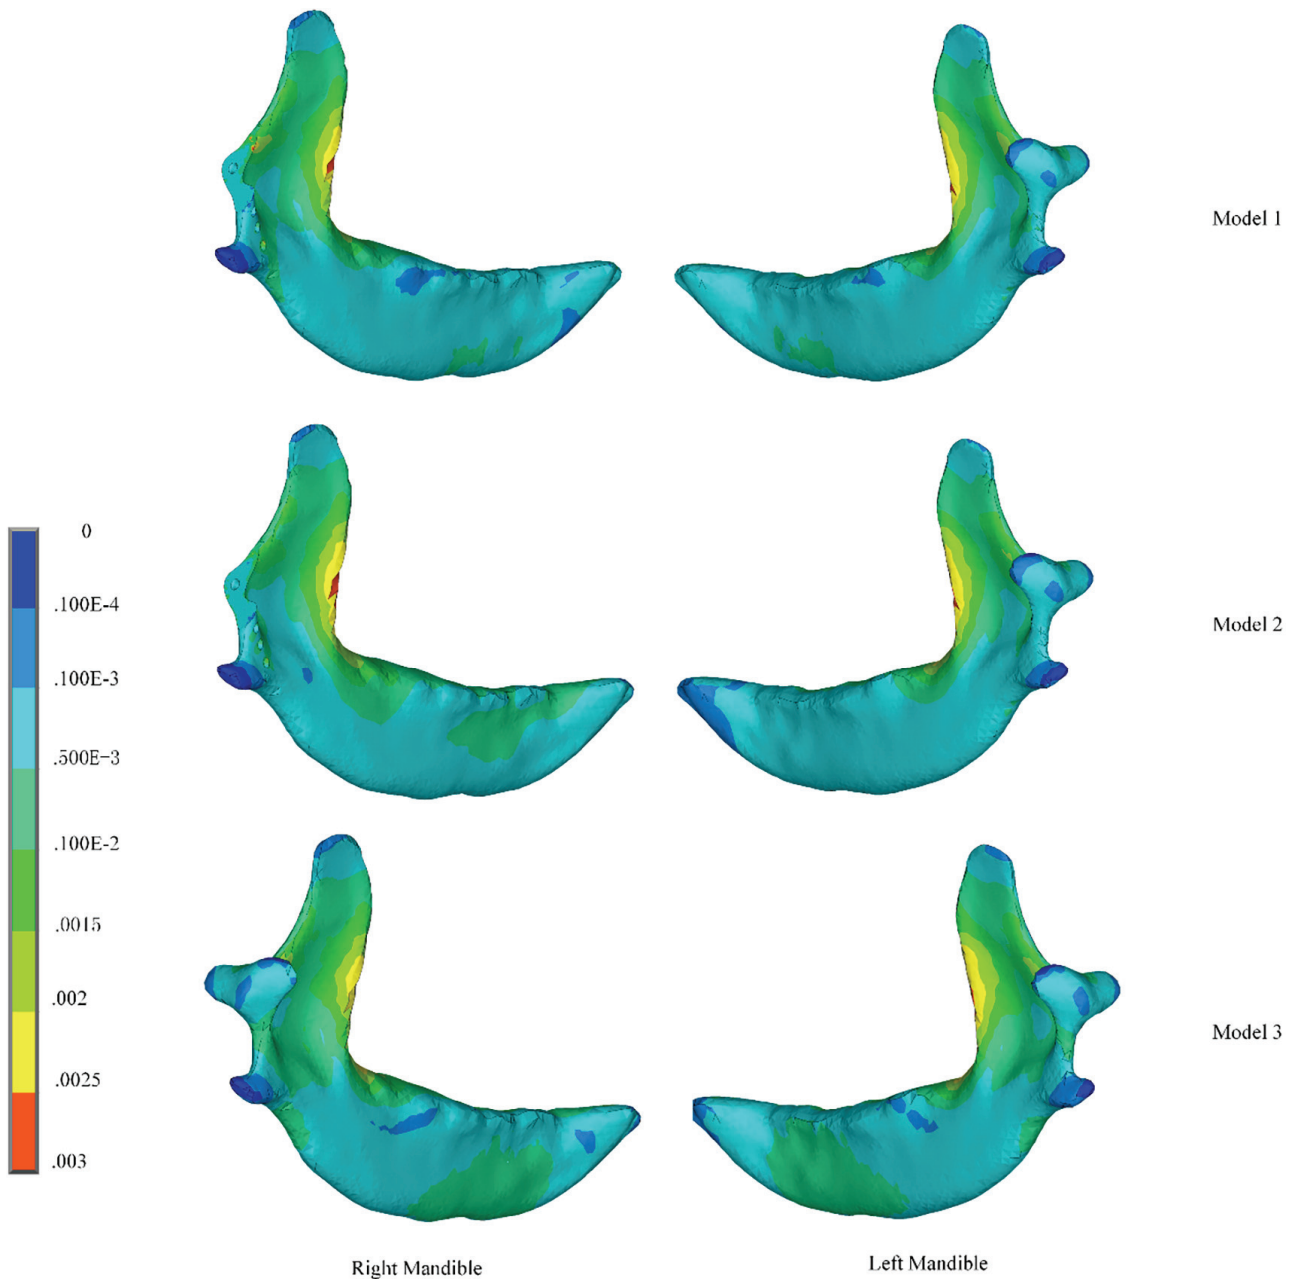 Model 1
0
.100E-4
Model 2
.100E-3
.500E-3
.100E-2
.0015
.002
Model 3
.0025
.003
Right Mandible
Left Mandible